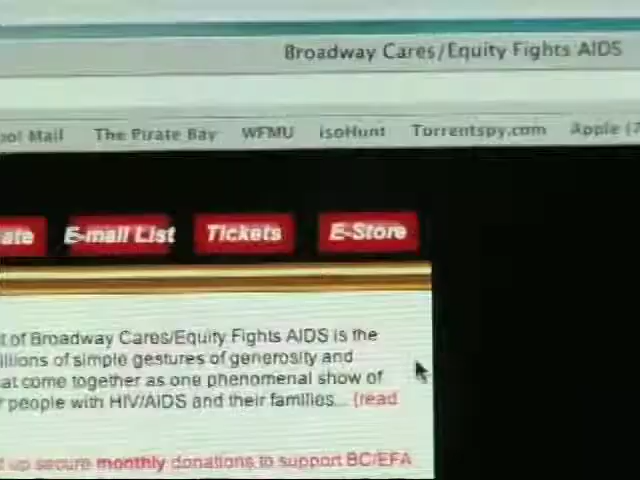 Broadway Cares/Equity Fights AIDS
Mail The Pirate Bay WFMU isoHunt Torrentspy.com Apple (7
ate E-mail List Tickets E-Store
t of Broadway Cares/Equity Fights AIDS is the
illions of simple gestures of generosity and
at come together as one phenomenal show of
r people with HIV/AIDS and their families... (read
t up secure monthly donations to support BC/EFA